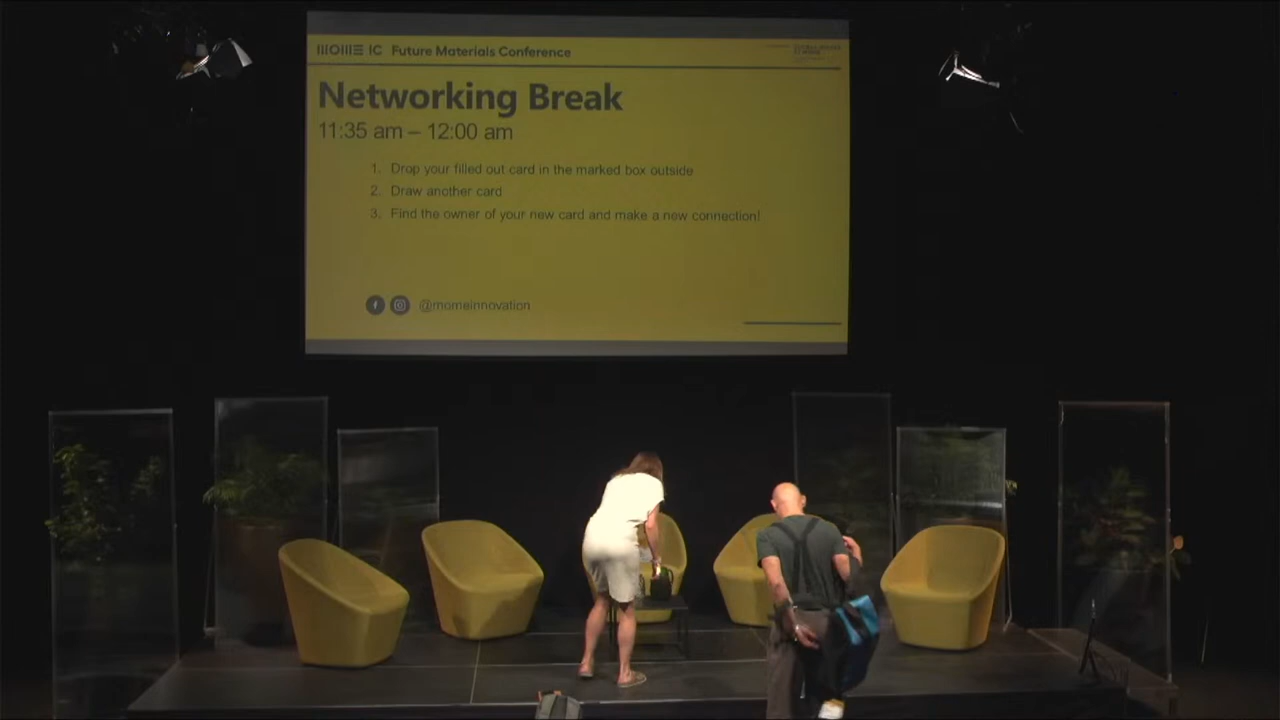 MOME IC Future Materials Conference
Networking Break
11:35 am – 12:00 am
1. Drop your filled out card in the marked box outside
2. Draw another card
3. Find the owner of your new card and make a new connection!
@momeinnovation